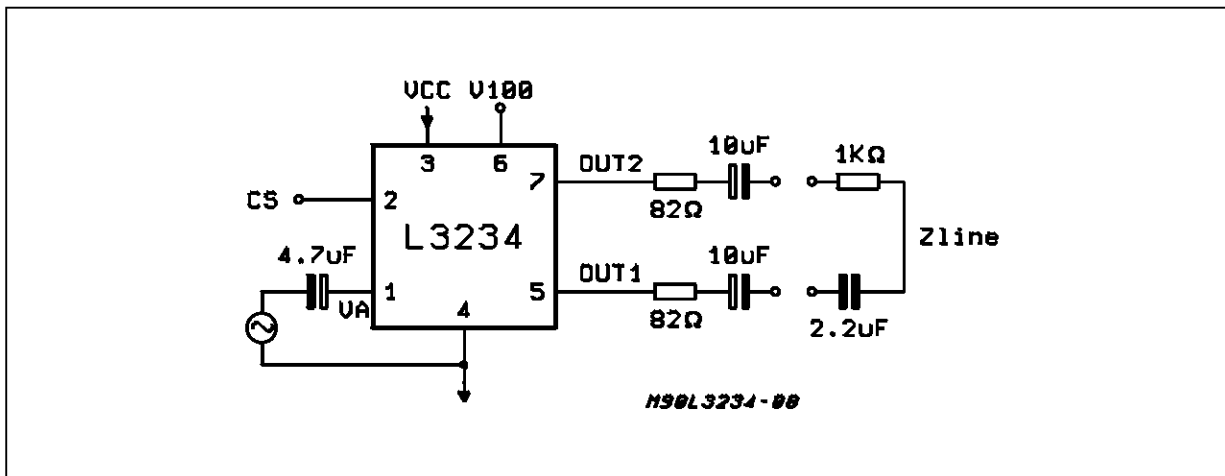 VCC V100
3 6
OUT2
7
10uF
1KΩ
CS
2
82Ω
L3234
Zline
4.7uF
1
VA
4
OUT1
5
10uF
82Ω
2.2uF
M90L3234-08